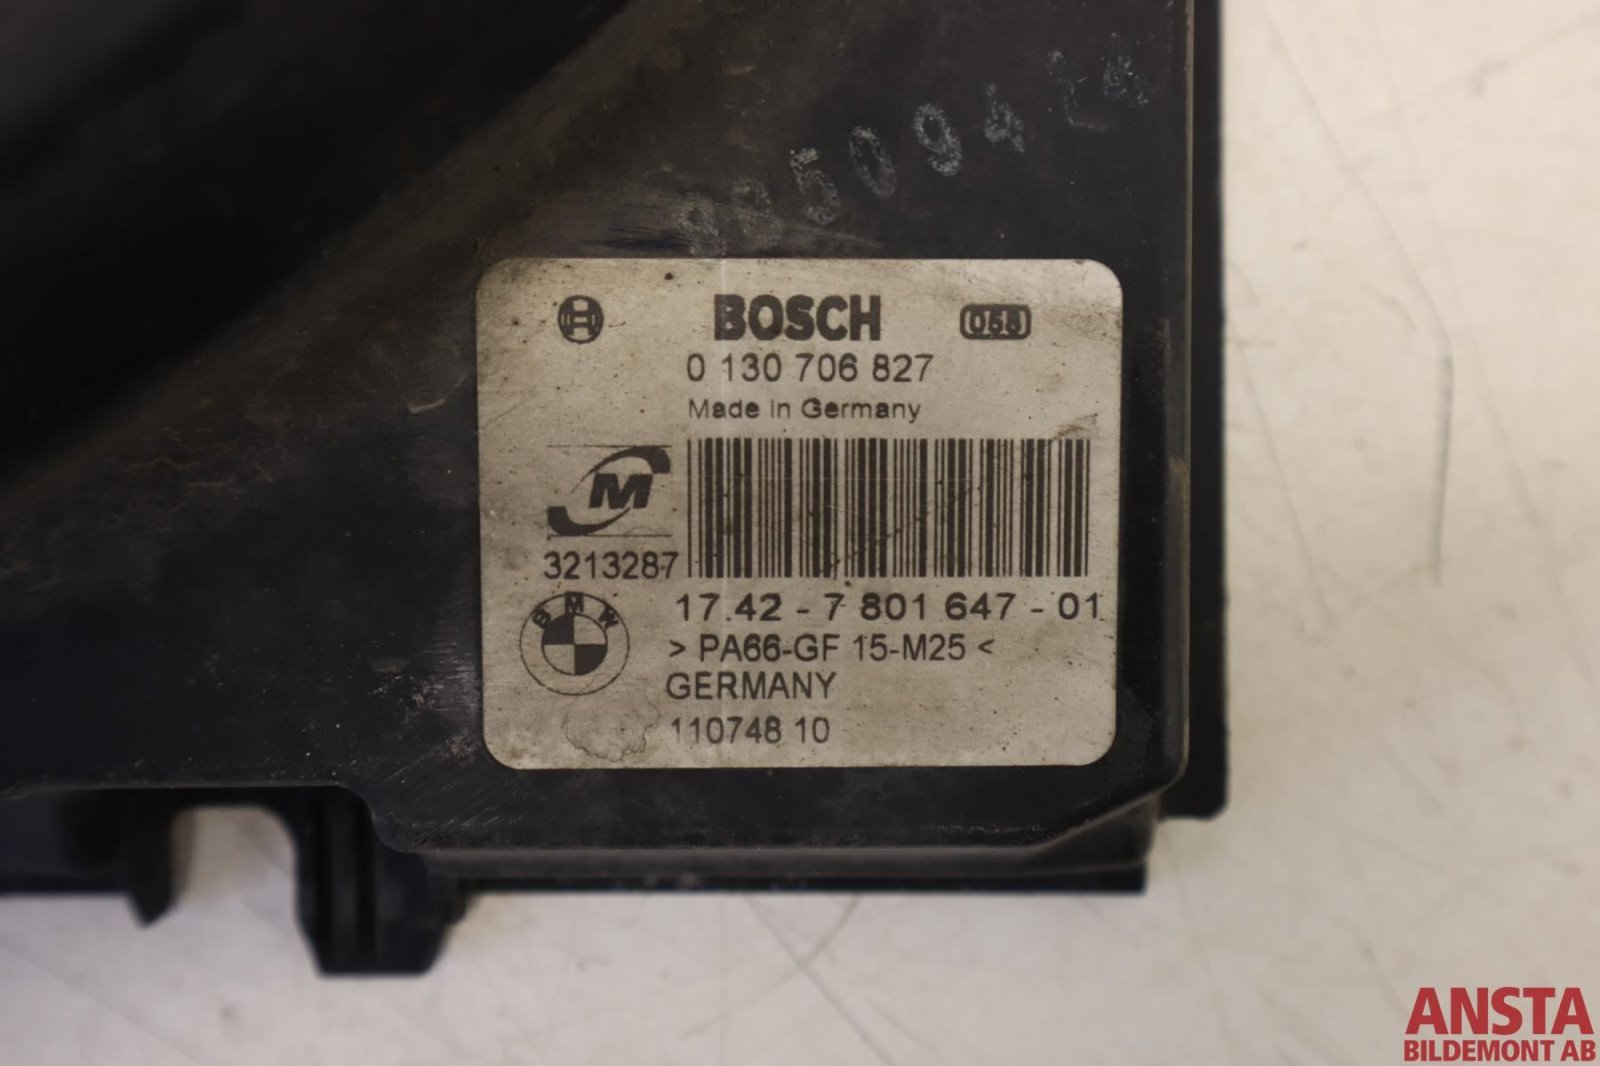 BOSCH
0 130 706 827
Made in Germany
M
3213287
17.42 - 7 801 647 - 01
BMW
> PA66-GF 15-M25 <
GERMANY
110748 10
ANSTA
BILDEMONT AB